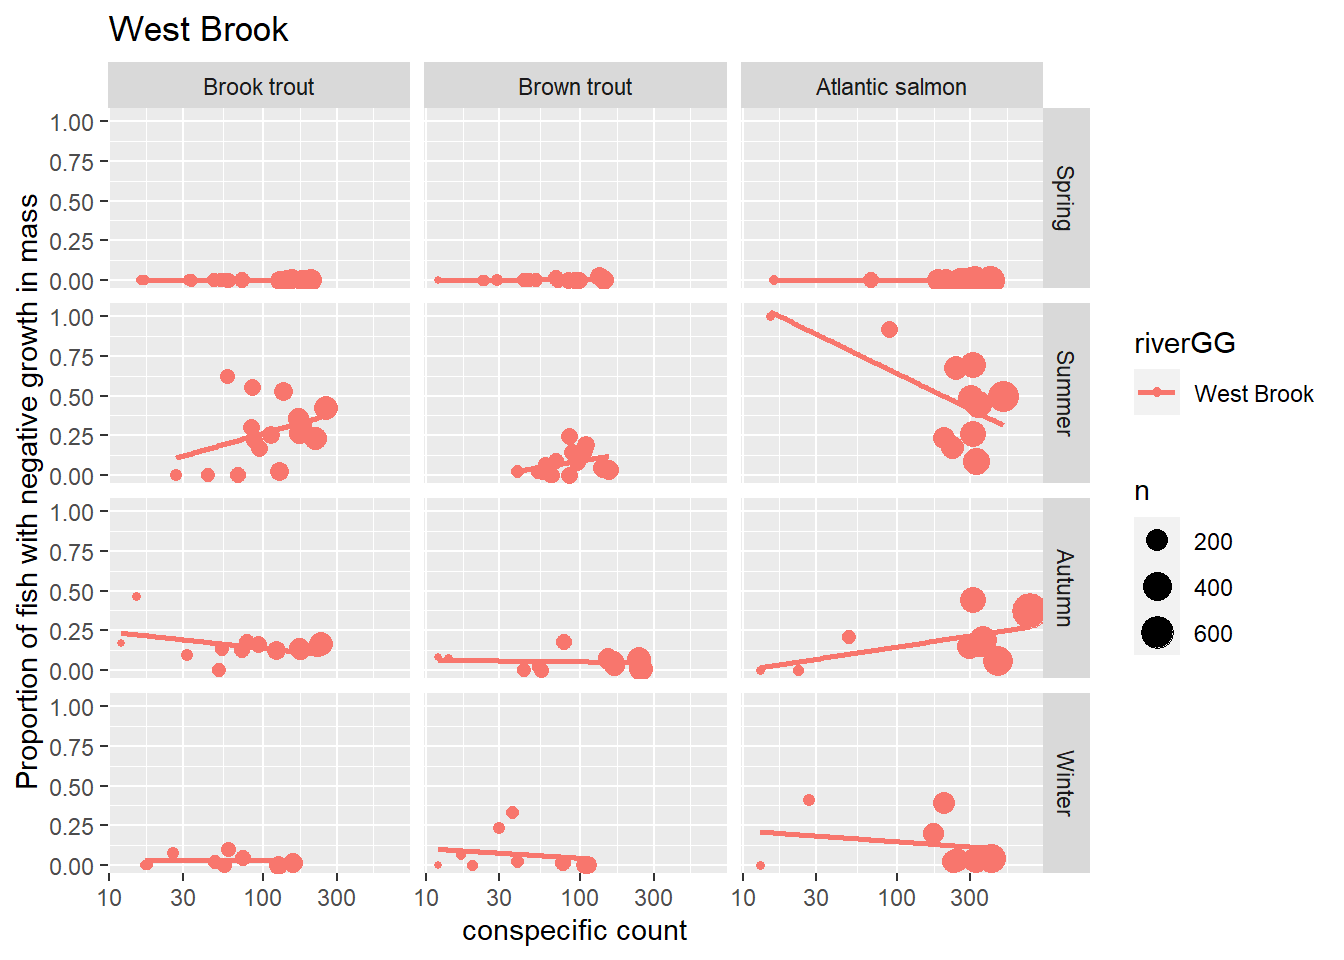 West Brook
Brook trout
Brown trout
Atlantic salmon
Proportion of fish with negative growth in mass
1.00
0.75
0.50
0.25
0.00
Spring
1.00
0.75
0.50
0.25
0.00
Summer
1.00
0.75
0.50
0.25
0.00
Autumn
1.00
0.75
0.50
0.25
0.00
Winter
10 30 100 300
10 30 100 300
10 30 100 300
conspecific count
riverGG
West Brook
n
200
400
600